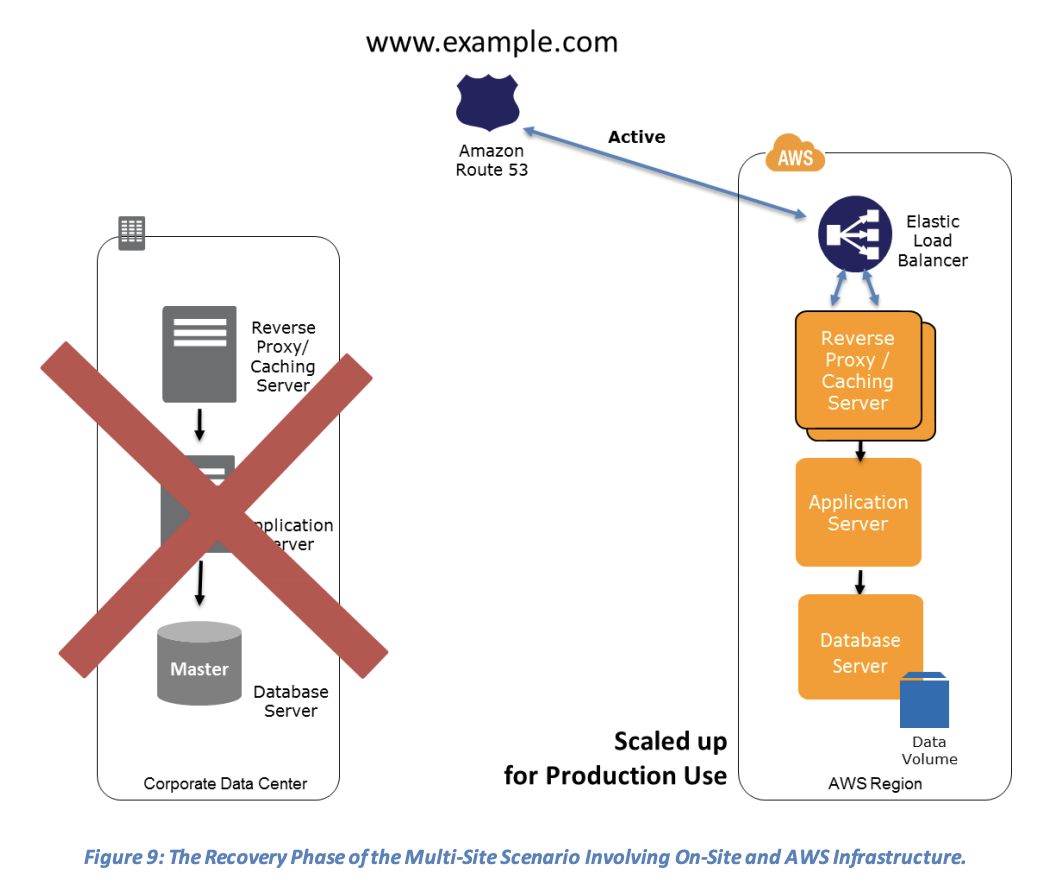 www.example.com
Amazon
Route 53
Active
AWS
Elastic
Load
Balancer
Reverse
Proxy/
Caching
Server
Reverse
Proxy /
Caching
Server
pplication
erver
Application
Server
Master
Database
Server
Database
Server
Data
Volume
Scaled up
for Production Use
Corporate Data Center
AWS Region
Figure 9: The Recovery Phase of the Multi-Site Scenario Involving On-Site and AWS Infrastructure.